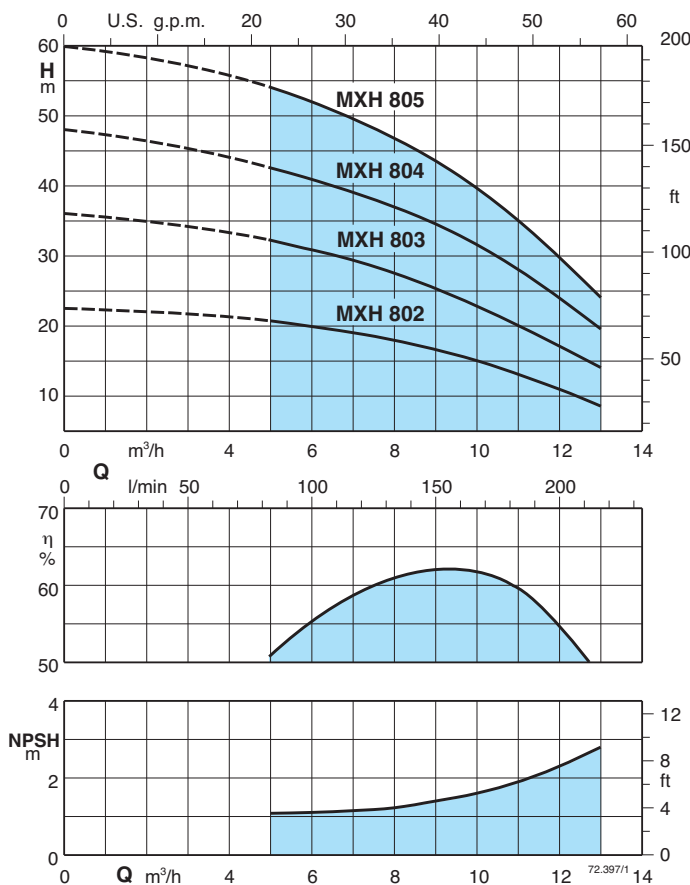 0 U.S. g.p.m. 20 30 40 50 60
60 200
H
m
50 MXH 805
150
MXH 804
40
ft
MXH 803
100
30
MXH 802
20
50
10
0 m³/h 4 6 8 10 12 14
Q
0 l/min 50 100 150 200
70
η
%
60
50
4
12
NPSH
m
8
ft
2
4
0 0
72.397/1
0 Q m³/h 4 6 8 10 12 14